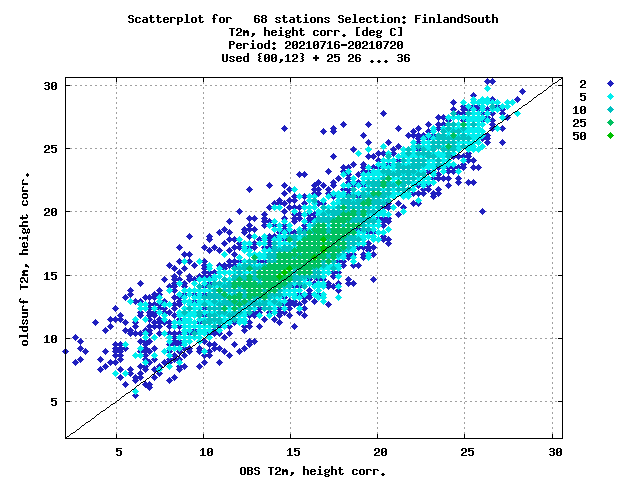 Scatterplot for   68 stations Selection: FinlandSouth
T2m, height corr. [deg C]
Period: 20210716-20210720
Used {00,12} + 25 26 ... 36
2
5
10
25
50
30
25
20
15
10
5
oldsurf T2m, height corr.
5 10 15 20 25 30
OBS T2m, height corr.